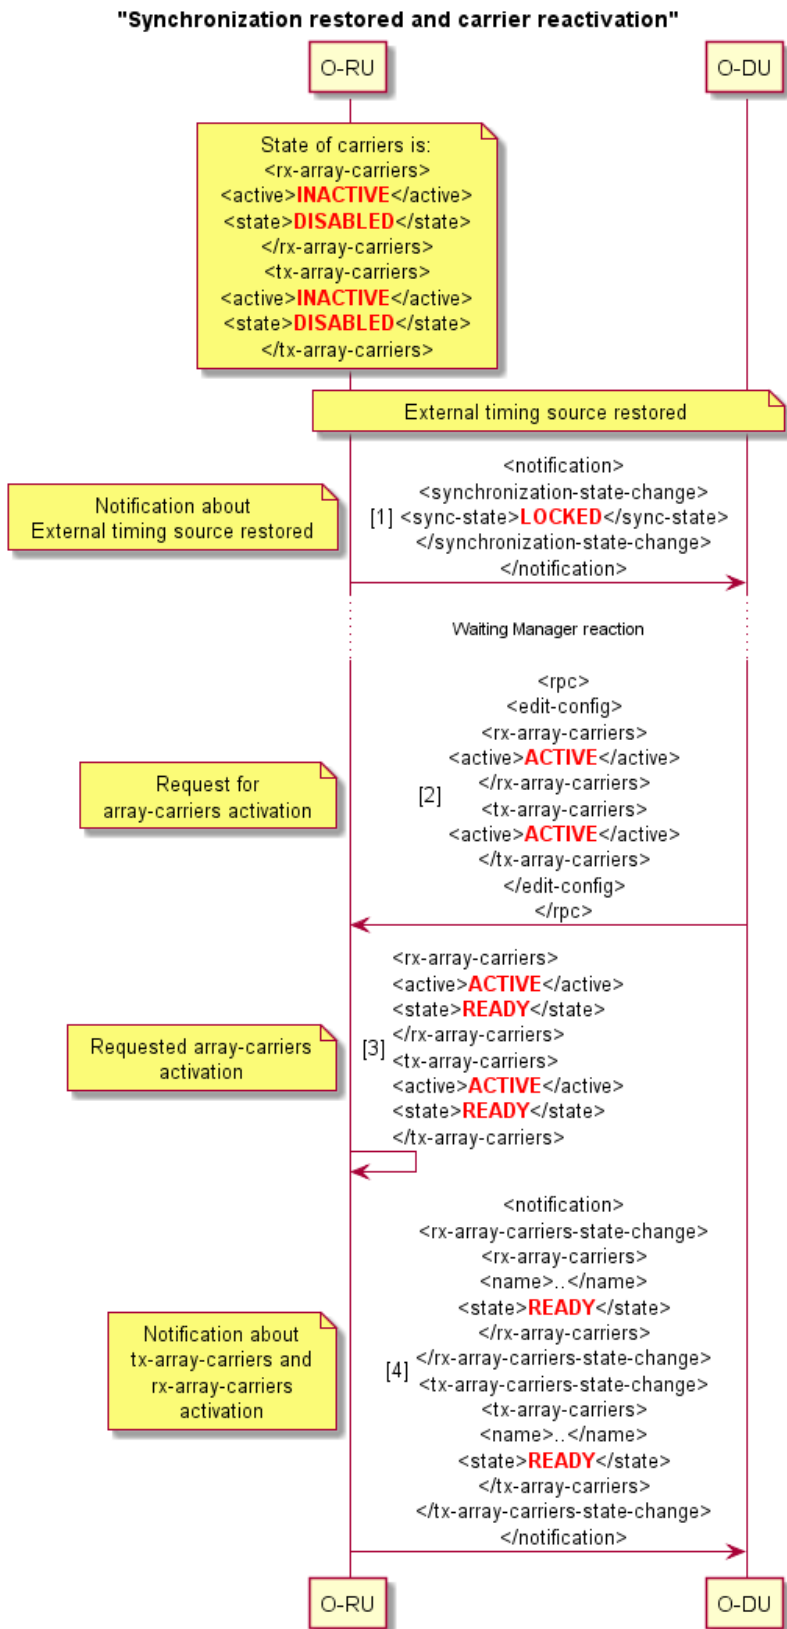 "Synchronization restored and carrier reactivation"
O-RU
O-DU
State of carriers is:
<rx-array-carriers>
<active>INACTIVE</active>
<state>DISABLED</state>
</rx-array-carriers>
<tx-array-carriers>
<active>INACTIVE</active>
<state>DISABLED</state>
</tx-array-carriers>
External timing source restored
Notification about
External timing source restored
[1]
<notification>
<synchronization-state-change>
<sync-state>LOCKED</sync-state>
</synchronization-state-change>
</notification>
Waiting Manager reaction
Request for
array-carriers activation
[2]
<rpc>
<edit-config>
<rx-array-carriers>
<active>ACTIVE</active>
</rx-array-carriers>
<tx-array-carriers>
<active>ACTIVE</active>
</tx-array-carriers>
</edit-config>
</rpc>
Requested array-carriers
activation
[3]
<rx-array-carriers>
<active>ACTIVE</active>
<state>READY</state>
</rx-array-carriers>
<tx-array-carriers>
<active>ACTIVE</active>
<state>READY</state>
</tx-array-carriers>
Notification about
tx-array-carriers and
rx-array-carriers
activation
[4]
<notification>
<rx-array-carriers-state-change>
<rx-array-carriers>
<name>..</name>
<state>READY</state>
</rx-array-carriers>
</rx-array-carriers-state-change>
<tx-array-carriers-state-change>
<tx-array-carriers>
<name>..</name>
<state>READY</state>
</tx-array-carriers>
</tx-array-carriers-state-change>
</notification>
O-RU
O-DU